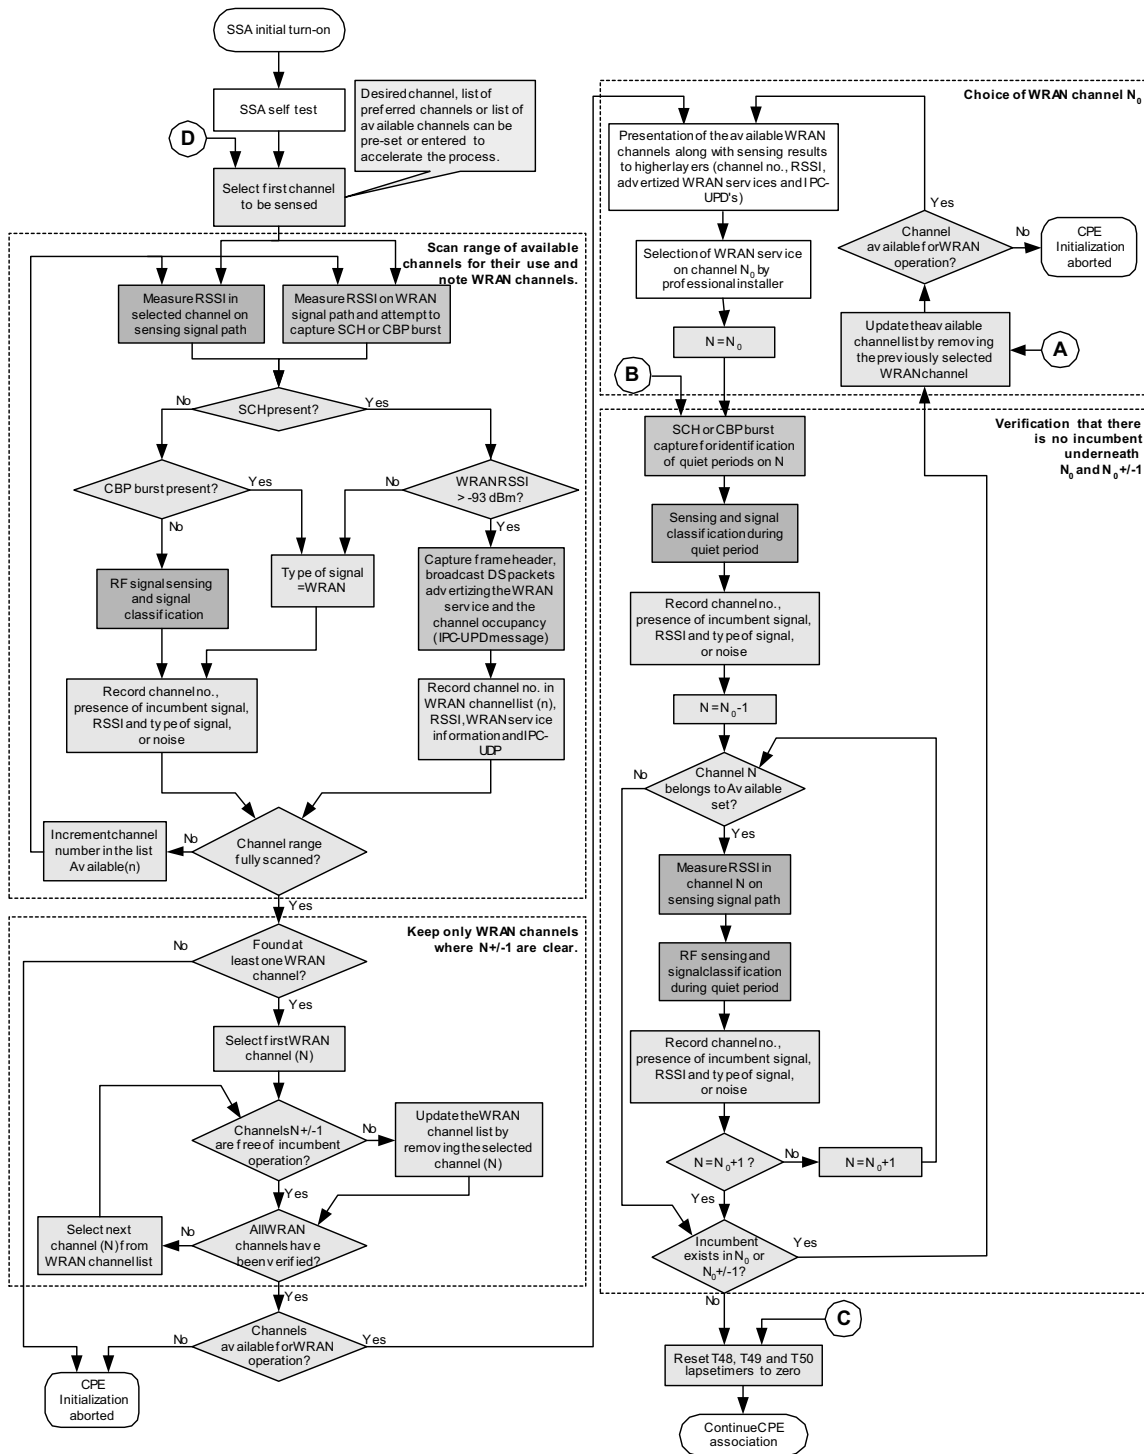 SSA initial turn-on
SSA self test
Desired channel, list of
preferred channels or list of
available channels can be
pre-set or entered to
accelerate the process.
D
Select first channel
to be sensed
Scan range of available
channels for their use and
note WRAN channels.
Measure RSSI in
selected channel on
sensing signal path
Measure RSSI on WRAN
signal path and attempt to
capture SCH or CBP burst
No
SCH present?
Yes
CBP burst present?
Yes
No
No
WRAN RSSI
> -93 dBm?
Yes
RF signal sensing
and signal
classification
Type of signal
=WRAN
Capture frame header,
broadcast DS packets
advertizing the WRAN
service and the
channel occupancy
(IPC-UPD message)
Record channel no.,
presence of incumbent signal,
RSSI and type of signal,
or noise
Record channel no. in
WRAN channel list (n),
RSSI, WRAN service
information and IPC-
UDP
Increment channel
number in the list
Available(n)
No
Channel range
fully scanned?
Yes
Keep only WRAN channels
where N+/-1 are clear.
No
Found at
least one WRAN
channel?
Yes
Select first WRAN
channel (N)
Channels N+/-1
are free of incumbent
operation?
No
Update the WRAN
channel list by
removing the selected
channel (N)
Yes
Select next
channel (N) from
WRAN channel list
No
All WRAN
channels have
been verified?
Yes
No
Channels
available for WRAN
operation?
Yes
CPE
Initialization
aborted
Choice of WRAN channel N0
Presentation of the available WRAN
channels along with sensing results
to higher layers (channel no., RSSI,
advertized WRAN services and IPC-
UPD's)
Yes
Channel
available for WRAN
operation?
No
CPE
Initialization
aborted
Selection of WRAN service
on channel N0 by
professional installer
N=N0
Update the available
channel list by removing
the previously selected
WRAN channel
A
B
Verification that there
is no incumbent
underneath
N0 and N0+/-1
SCH or CBP burst
capture for identification
of quiet periods on N
Sensing and signal
classification during
quiet period
Record channel no.,
presence of incumbent signal,
RSSI and type of signal,
or noise
N=N0-1
No
Channel N
belongs to Available
set?
Yes
Measure RSSI in
channel N on
sensing signal path
RF sensing and
signal classification
during quiet period
Record channel no.,
presence of incumbent signal,
RSSI and type of signal,
or noise
N=N0+1 ?
No
N=N0+1
Yes
Incumbent
exists in N0 or
N0+/-1?
Yes
No
C
Reset T48, T49 and T50
lapsetimers to zero
Continue CPE
association